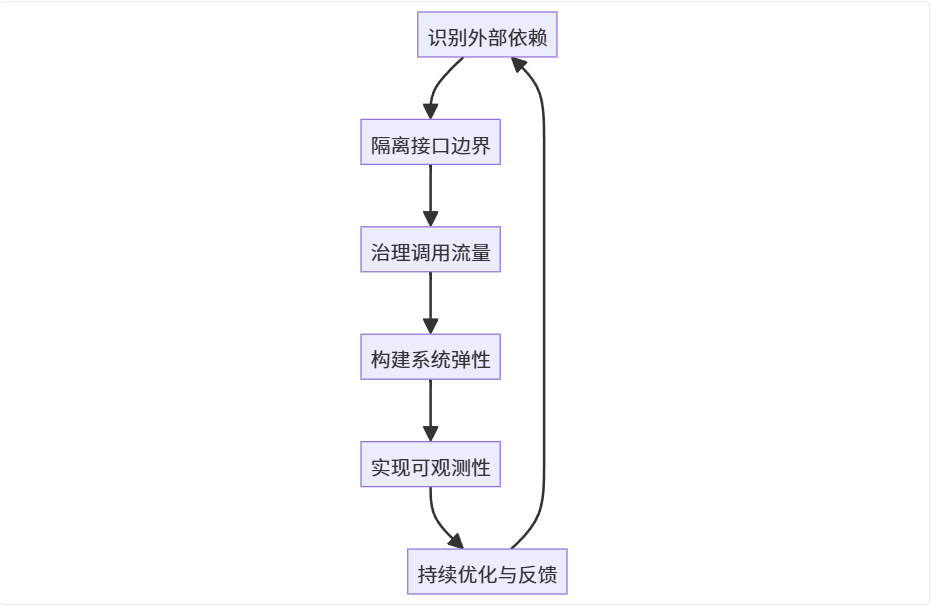 识别外部依赖
隔离接口边界
治理调用流量
构建系统弹性
实现可观测性
持续优化与反馈